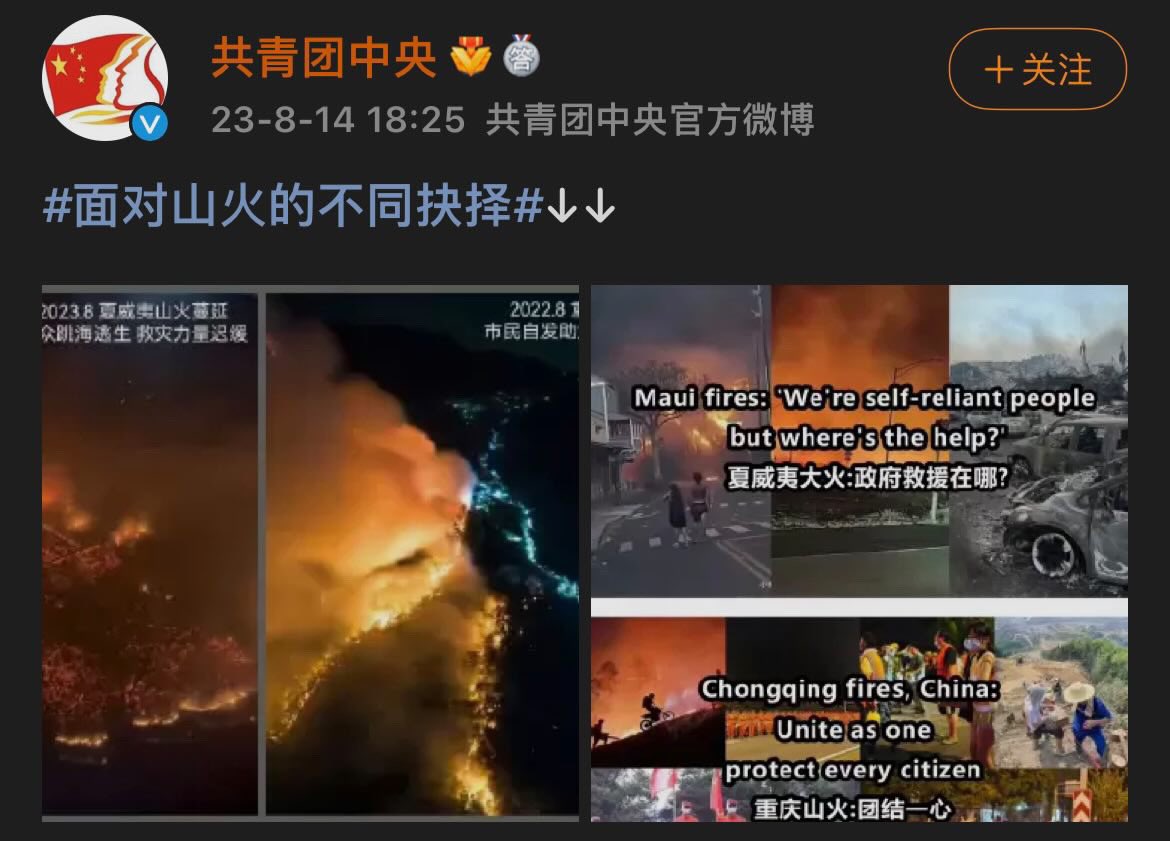 共青团中央
答
+关注
23-8-14 18:25 共青团中央官方微博
#面对山火的不同抉择#↓↓
2023.8 夏威夷山火蔓延
众跳海逃生 救灾力量迟缓
2022.8
市民自发助
Maui fires: 'We're self-reliant people
but where's the help?'
夏威夷大火:政府救援在哪?
Chongqing fires, China:
Unite as one
protect every citizen
重庆山火:团结一心